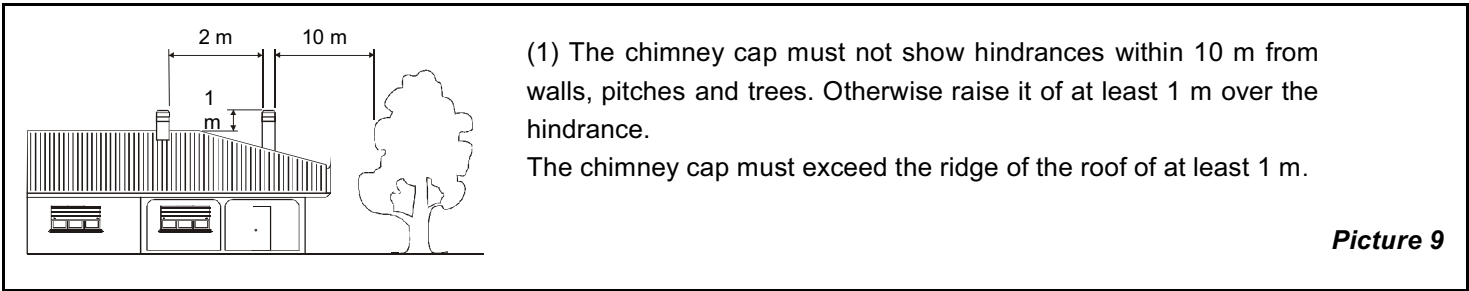 2 m 10 m
1
m
(1) The chimney cap must not show hindrances within 10 m from
walls, pitches and trees. Otherwise raise it of at least 1 m over the
hindrance.
The chimney cap must exceed the ridge of the roof of at least 1 m.
Picture 9